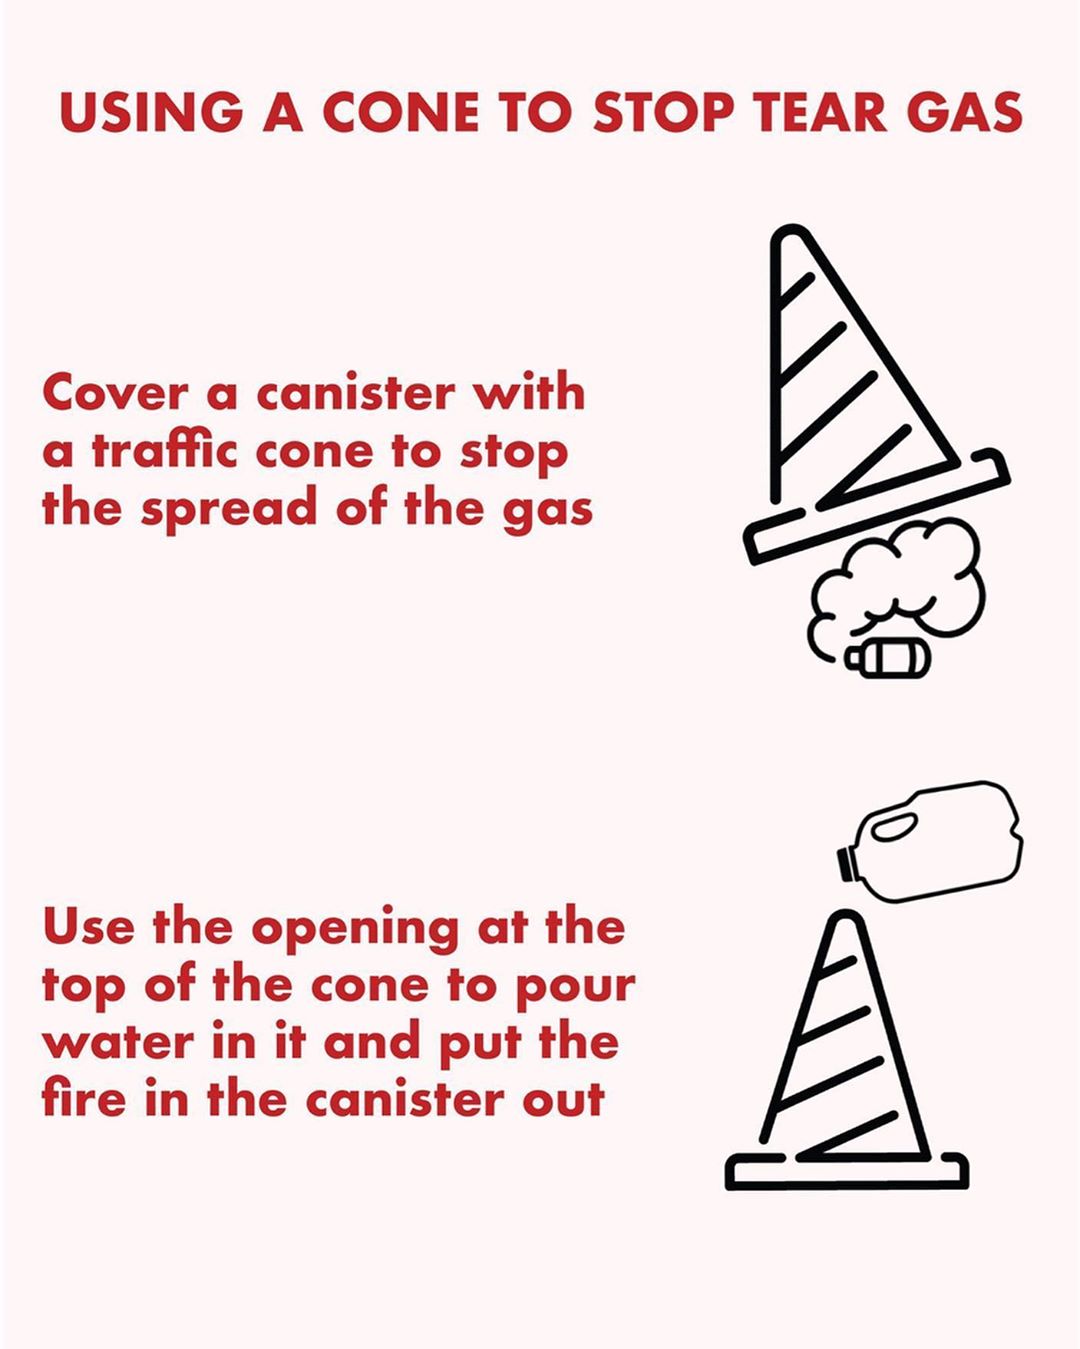 USING A CONE TO STOP TEAR GAS
Cover a canister with
a traffic cone to stop
the spread of the gas
Use the opening at the
top of the cone to pour
water in it and put the
fire in the canister out